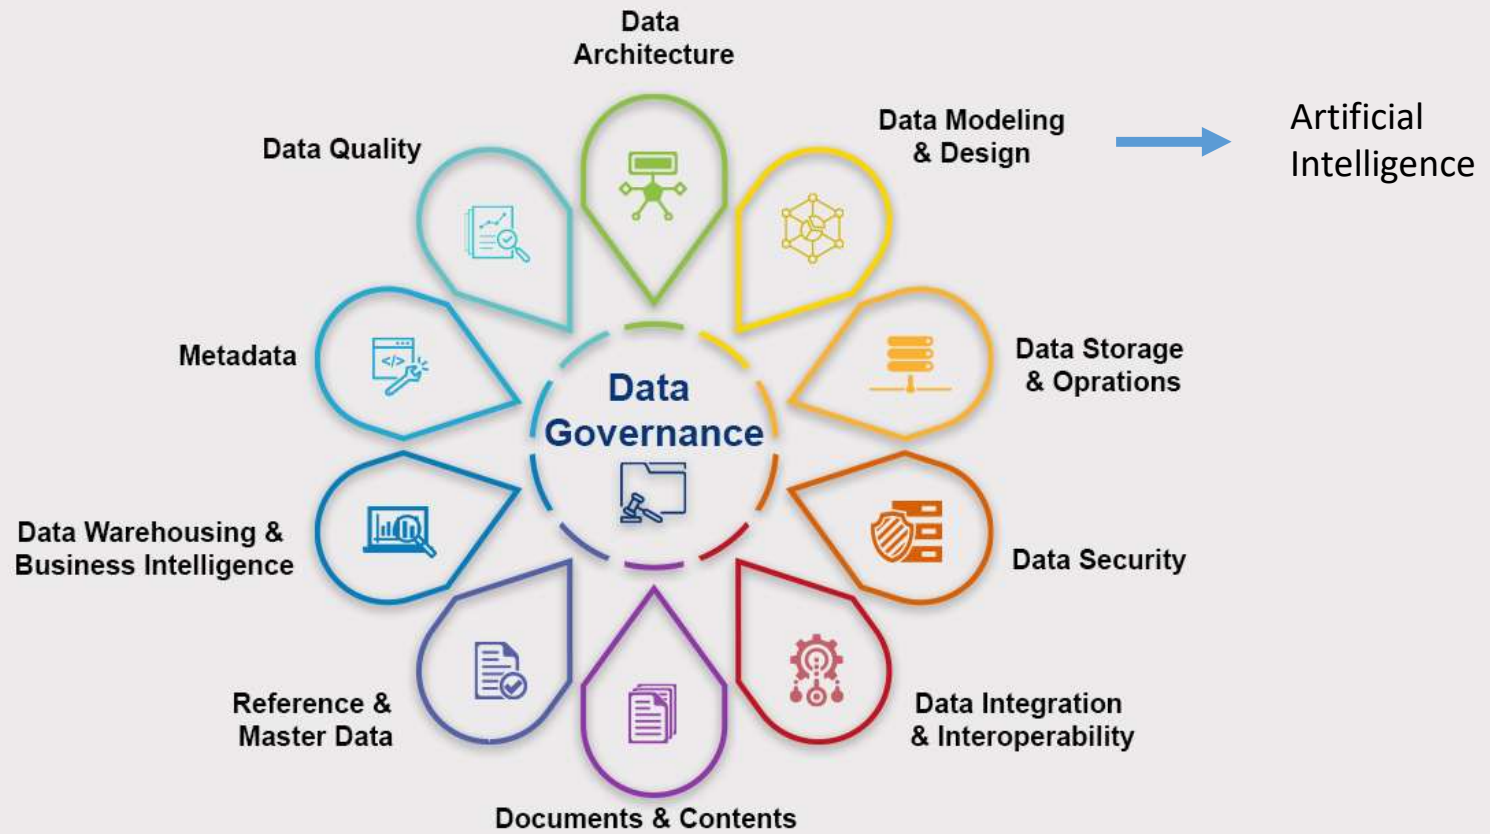 Data
Architecture
Data Modeling
& Design
Artificial
Intelligence
Data Quality
Metadata
Data Storage
& Oprations
Data
Governance
</>
Data Warehousing &
Business Intelligence
Data Security
Reference &
Master Data
Data Integration
& Interoperability
Documents & Contents